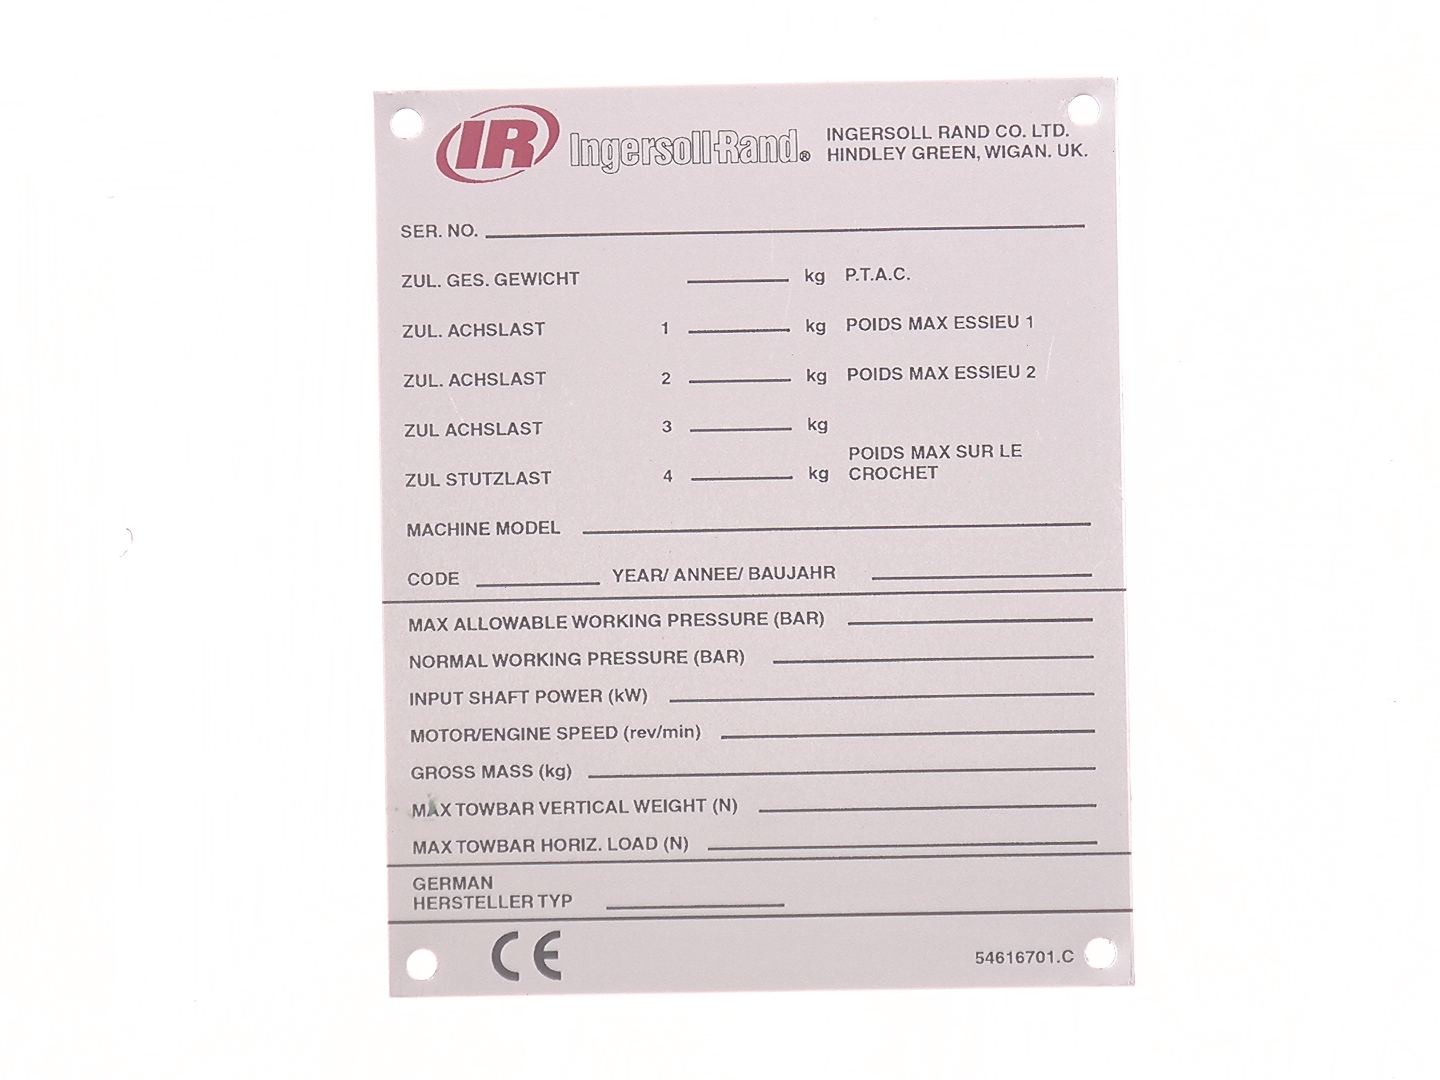 IR Ingersoll-Rand® INGERSOLL RAND CO. LTD.
HINDLEY GREEN, WIGAN. UK.
SER. NO.
ZUL. GES. GEWICHT kg P.T.A.C.
ZUL. ACHSLAST 1 kg POIDS MAX ESSIEU 1
ZUL. ACHSLAST 2 kg POIDS MAX ESSIEU 2
ZUL ACHSLAST 3 kg
ZUL STUTZLAST 4 kg POIDS MAX SUR LE
CROCHET
MACHINE MODEL
CODE YEAR/ ANNEE/ BAUJAHR
MAX ALLOWABLE WORKING PRESSURE (BAR)
NORMAL WORKING PRESSURE (BAR)
INPUT SHAFT POWER (kW)
MOTOR/ENGINE SPEED (rev/min)
GROSS MASS (kg)
MAX TOWBAR VERTICAL WEIGHT (N)
MAX TOWBAR HORIZ. LOAD (N)
GERMAN
HERSTELLER TYP
CE 54616701.C